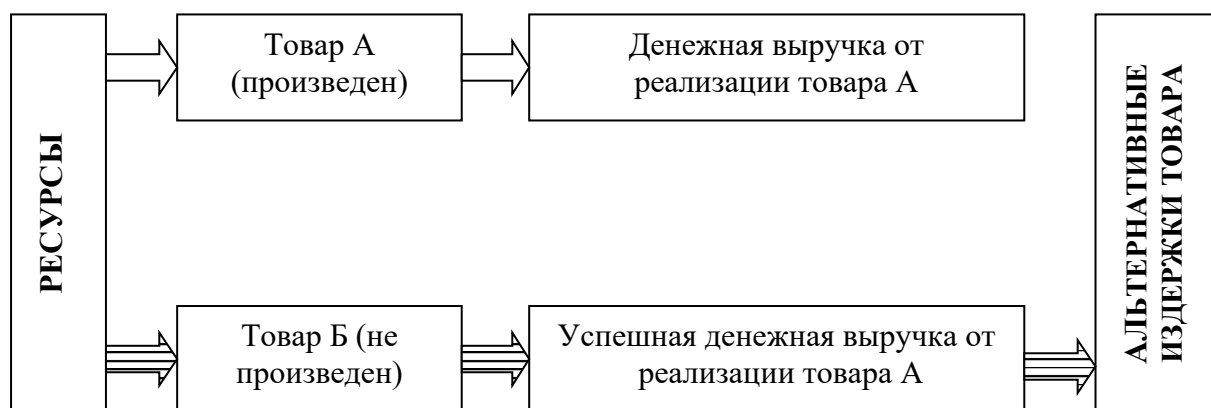 РЕСУРСЫ
Товар А
(произведен)
Денежная выручка от
реализации товара А
Товар Б (не
произведен)
Успешная денежная выручка от
реализации товара А
АЛЬТЕРНАТИВНЫЕ
ИЗДЕРЖКИ ТОВАРА